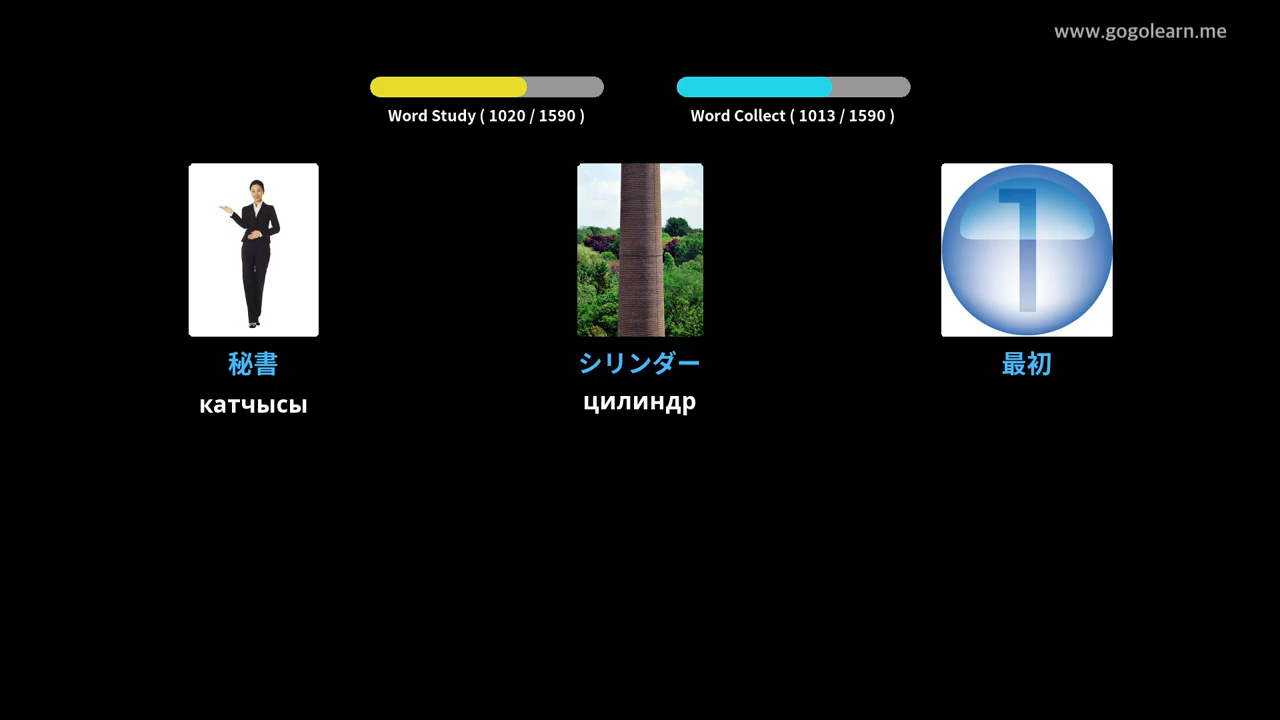 www.gogolearn.me
Word Study ( 1020 / 1590 )
Word Collect ( 1013 / 1590 )
1
秘書
シリンダー
最初
катчысы
цилиндр